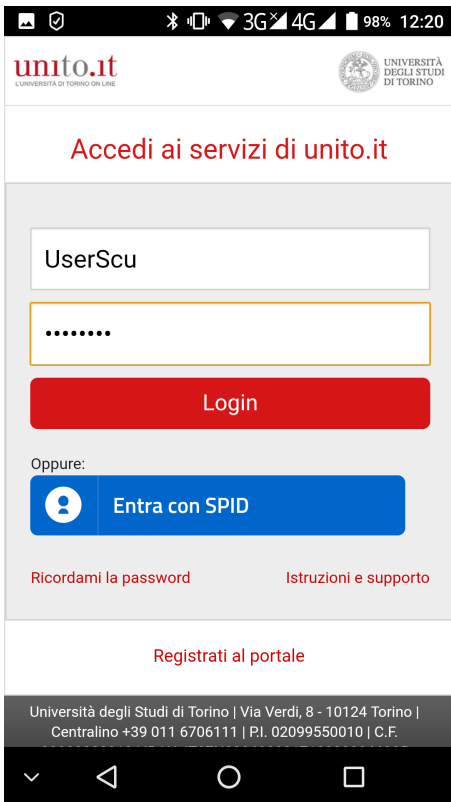 3G 4G 98% 12:20
unito.it
L'UNIVERSITÀ DI TORINO ON LINE
UNIVERSITÀ
DEGLI STUDI
DI TORINO
Accedi ai servizi di unito.it
UserScu
••••••••
Login
Oppure:
Entra con SPID
Ricordami la password Istruzioni e supporto
Registrati al portale
Università degli Studi di Torino | Via Verdi, 8 - 10124 Torino |
Centralino +39 011 6706111 | P.I. 02099550010 | C.F.